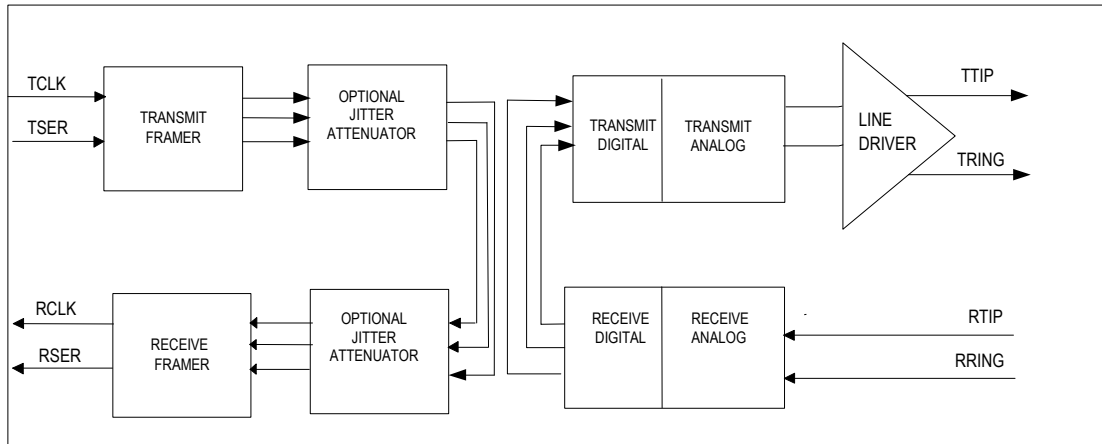 TCLK
TSER
TRANSMIT
FRAMER
OPTIONAL
JITTER
ATTENUATOR
TRANSMIT
DIGITAL
TRANSMIT
ANALOG
LINE
DRIVER
TTIP
TRING
RCLK
RSER
RECEIVE
FRAMER
OPTIONAL
JITTER
ATTENUATOR
RECEIVE
DIGITAL
RECEIVE
ANALOG
RTIP
RRING